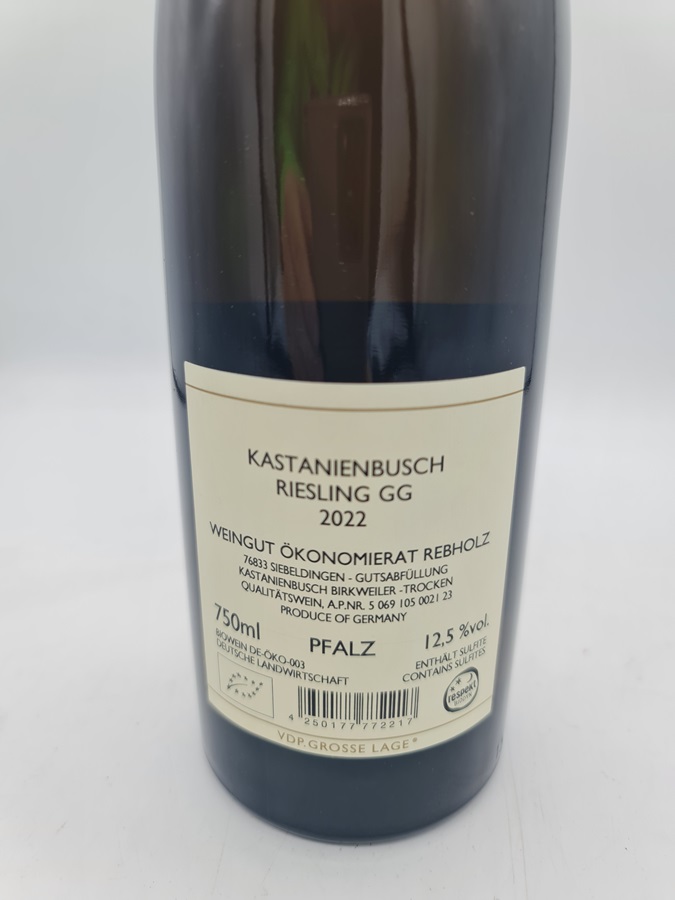 KASTANIENBUSCH
RIESLING GG
2022
WEINGUT ÖKONOMIERAT REBHOLZ
76833 SIEBELDINGEN - GUTSABFÜLLUNG
KASTANIENBUSCH BIRKWEILER -TROCKEN
QUALITÄTSWEIN, A.P.NR. 5 069 105 0021 23
PRODUCE OF GERMANY
750ml
PFALZ
12,5 %vol.
BIOWEIN DE-ÖKO-003
DEUTSCHE LANDWIRTSCHAFT
ENTHÄLT SULFITE
CONTAINS SULFITES
respekt
4 250177 772217
VDP.GROSSE LAGE®